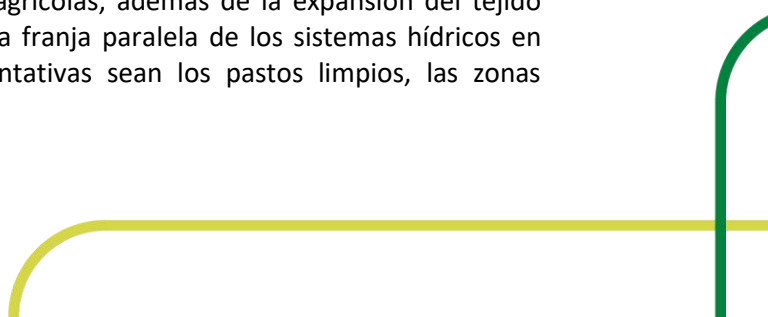 agrícolas, además de la expansión del tejido
a franja paralela de los sistemas hídricos en
ntativas sean los pastos limpios, las zonas